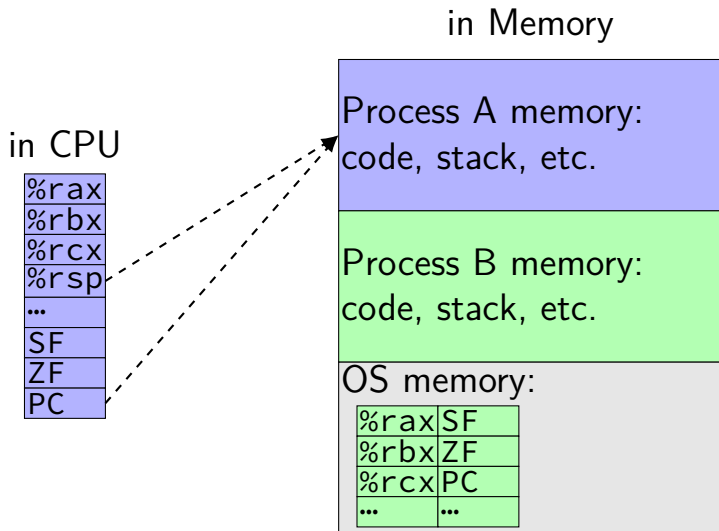 in Memory
in CPU
%rax
%rbx
%rcx
%rsp
…
SF
ZF
PC
Process A memory:
code, stack, etc.
Process B memory:
code, stack, etc.
OS memory:
%rax SF
%rbx ZF
%rcx PC
… …